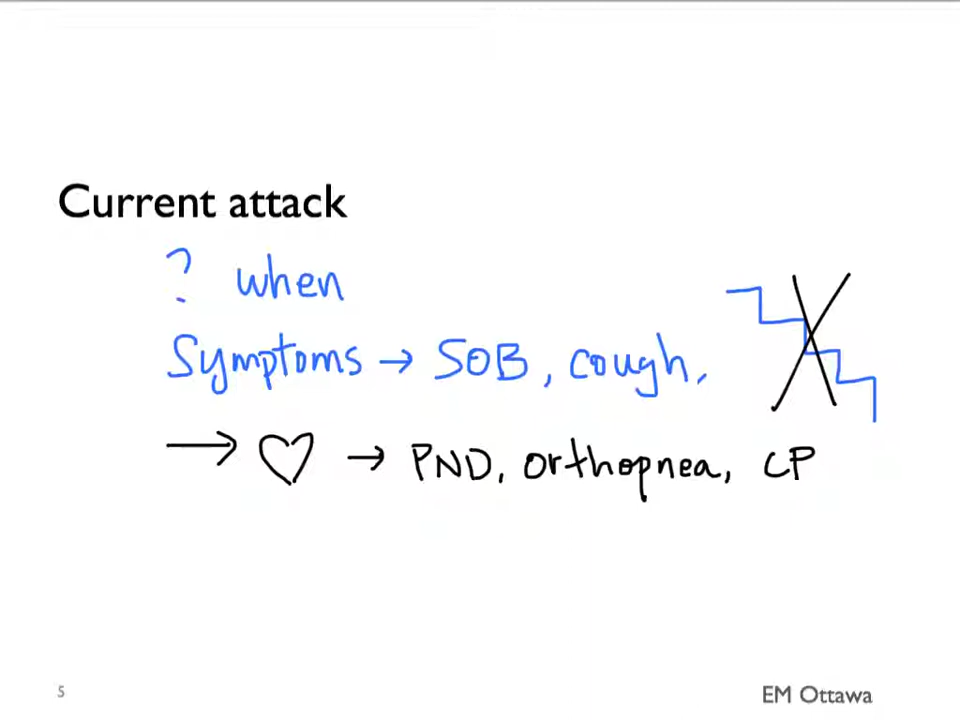 Current attack
? when
Symptoms → SOB, cough,
→ ♡ → PND, orthopnea, CP
5
EM Ottawa